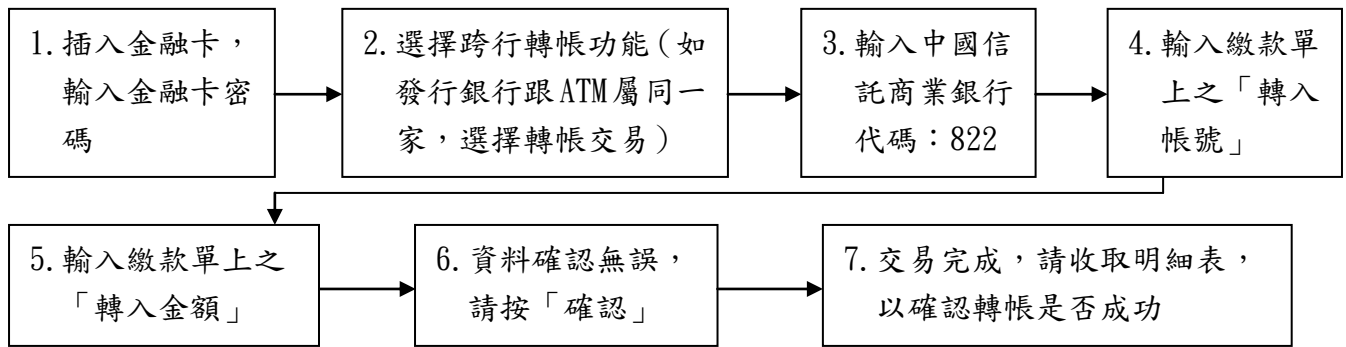 1.插入金融卡，
輸入金融卡密
碼
2.選擇跨行轉帳功能(如
發行銀行跟ATM屬同一
家，選擇轉帳交易)
3.輸入中國信
託商業銀行
代碼：822
4.輸入繳款單
上之「轉入
帳號」
5.輸入繳款單上之
「轉入金額」
6.資料確認無誤，
請按「確認」
7.交易完成，請收取明細表，
以確認轉帳是否成功